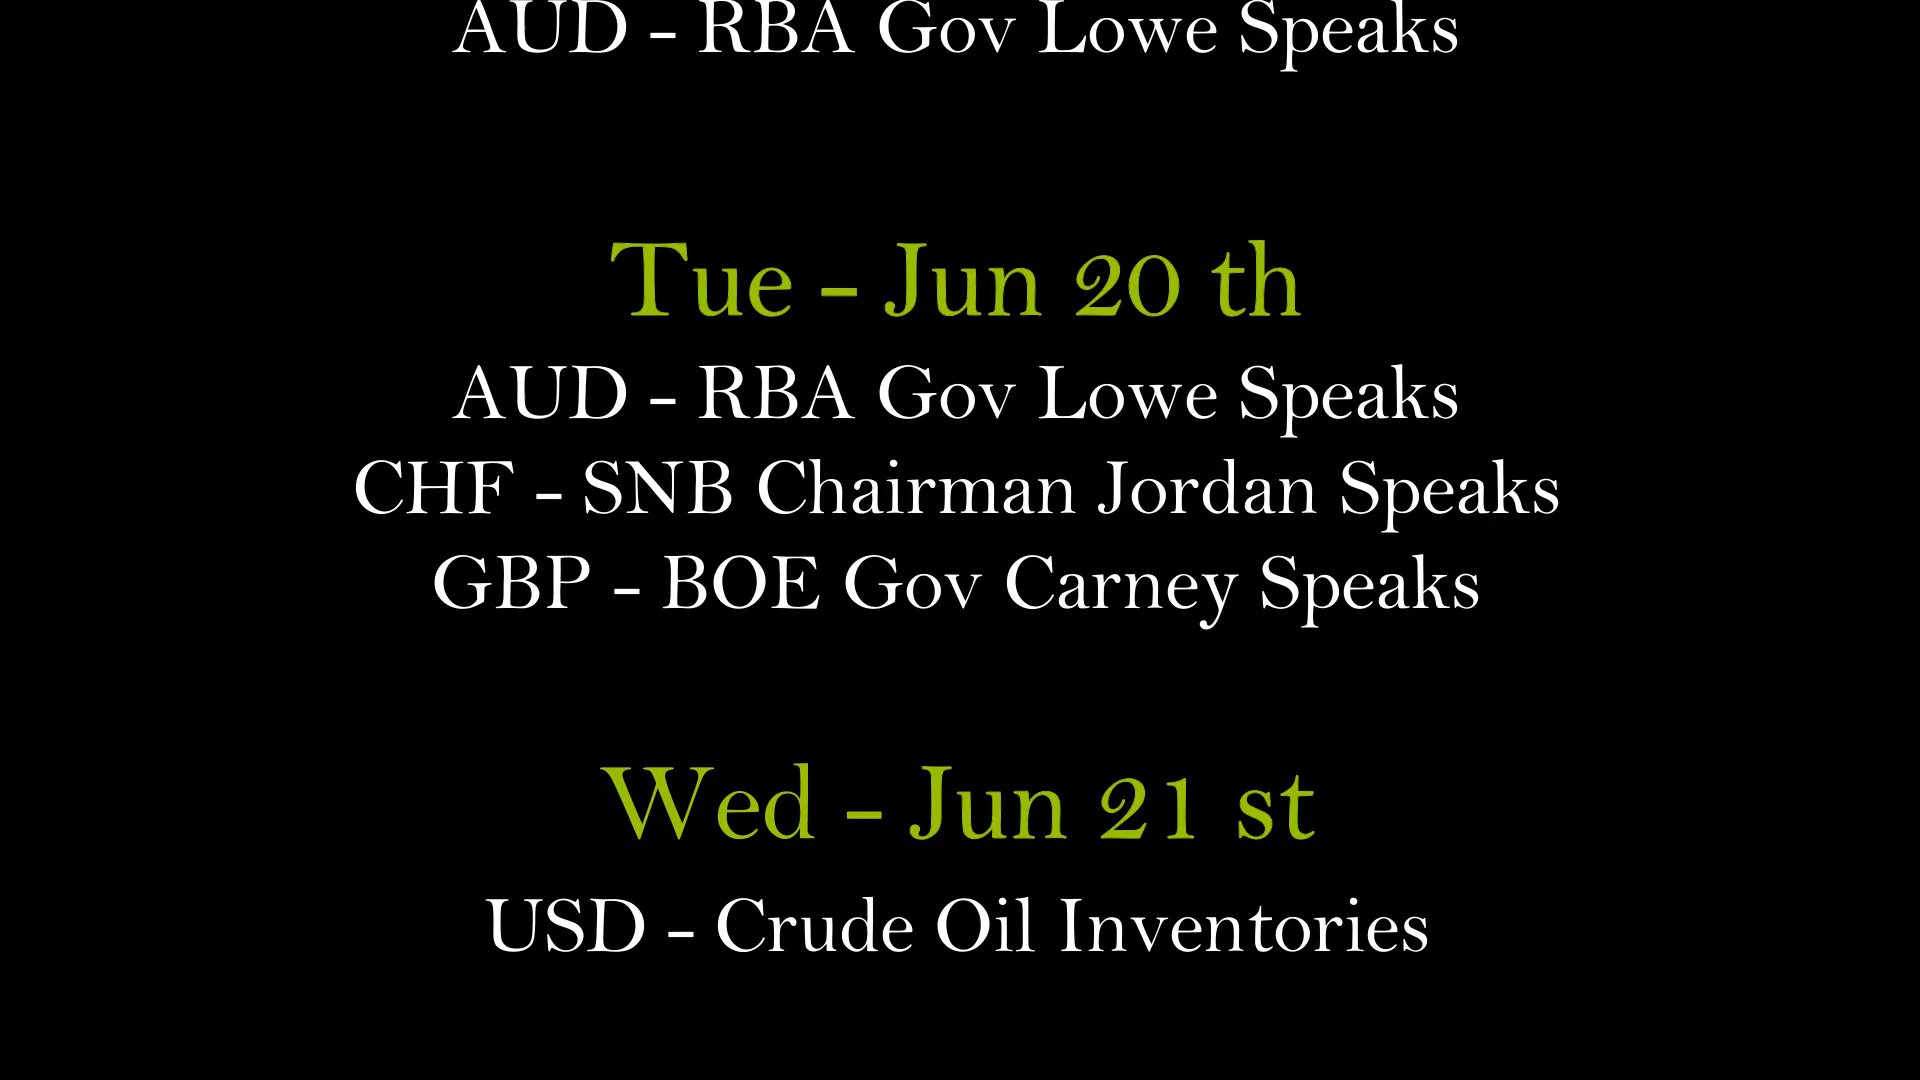 AUD - RBA Gov Lowe Speaks
Tue - Jun 20 th
AUD - RBA Gov Lowe Speaks
CHF - SNB Chairman Jordan Speaks
GBP - BOE Gov Carney Speaks
Wed - Jun 21 st
USD - Crude Oil Inventories